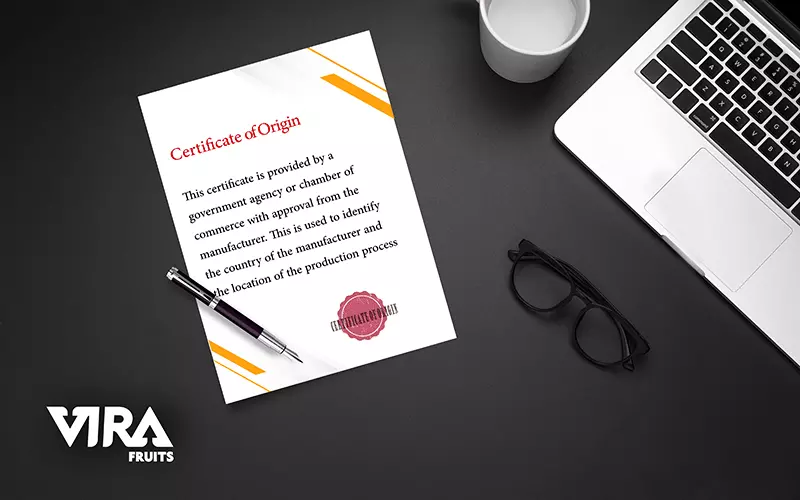 Certificate of Origin
This certificate is provided by a
government agency or chamber of
commerce with approval from the
manufacturer. This is used to identify
the country of the manufacturer and
the location of the production process
CERTIFICATE OF ORIGIN
VIRA
FRUITS